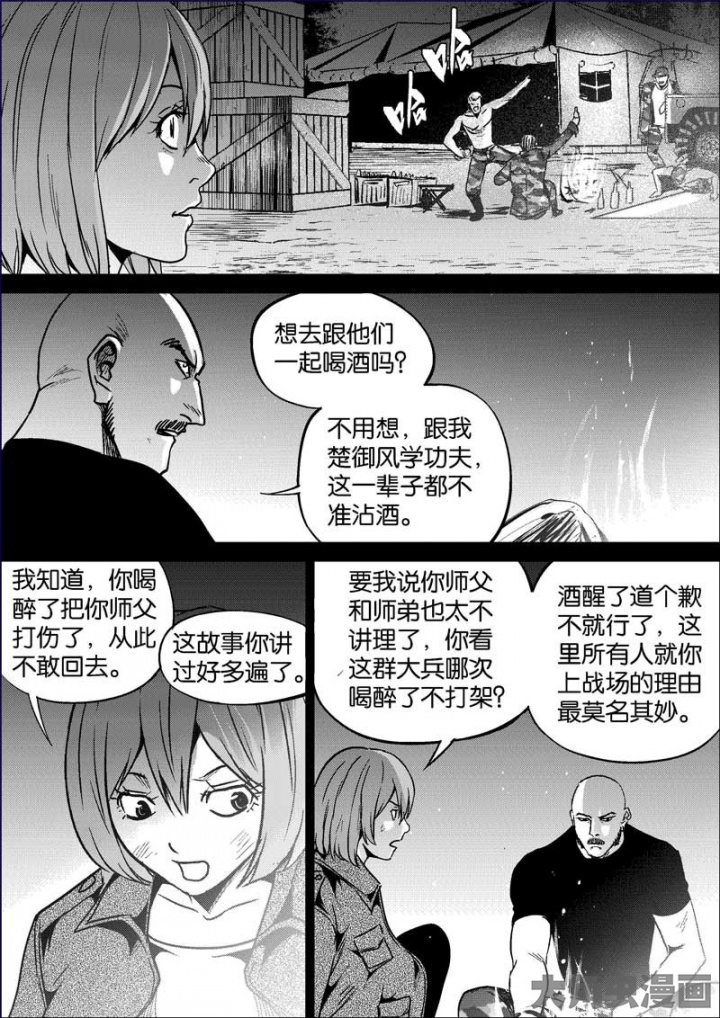 哈
哈
想去跟他们
一起喝酒吗?
不用想,跟我
楚御风学功夫,
这一辈子都不
准沾酒。
我知道,你喝
醉了把你师父
打伤了,从此
不敢回去。
这故事你讲
过好多遍了。
要我说你师父
和师弟也太不
讲理了,你看
这群大兵哪次
喝醉了不打架?
酒醒了道个歉
不就行了,这
里所有人就你
上战场的理由
最莫名其妙。
漫画